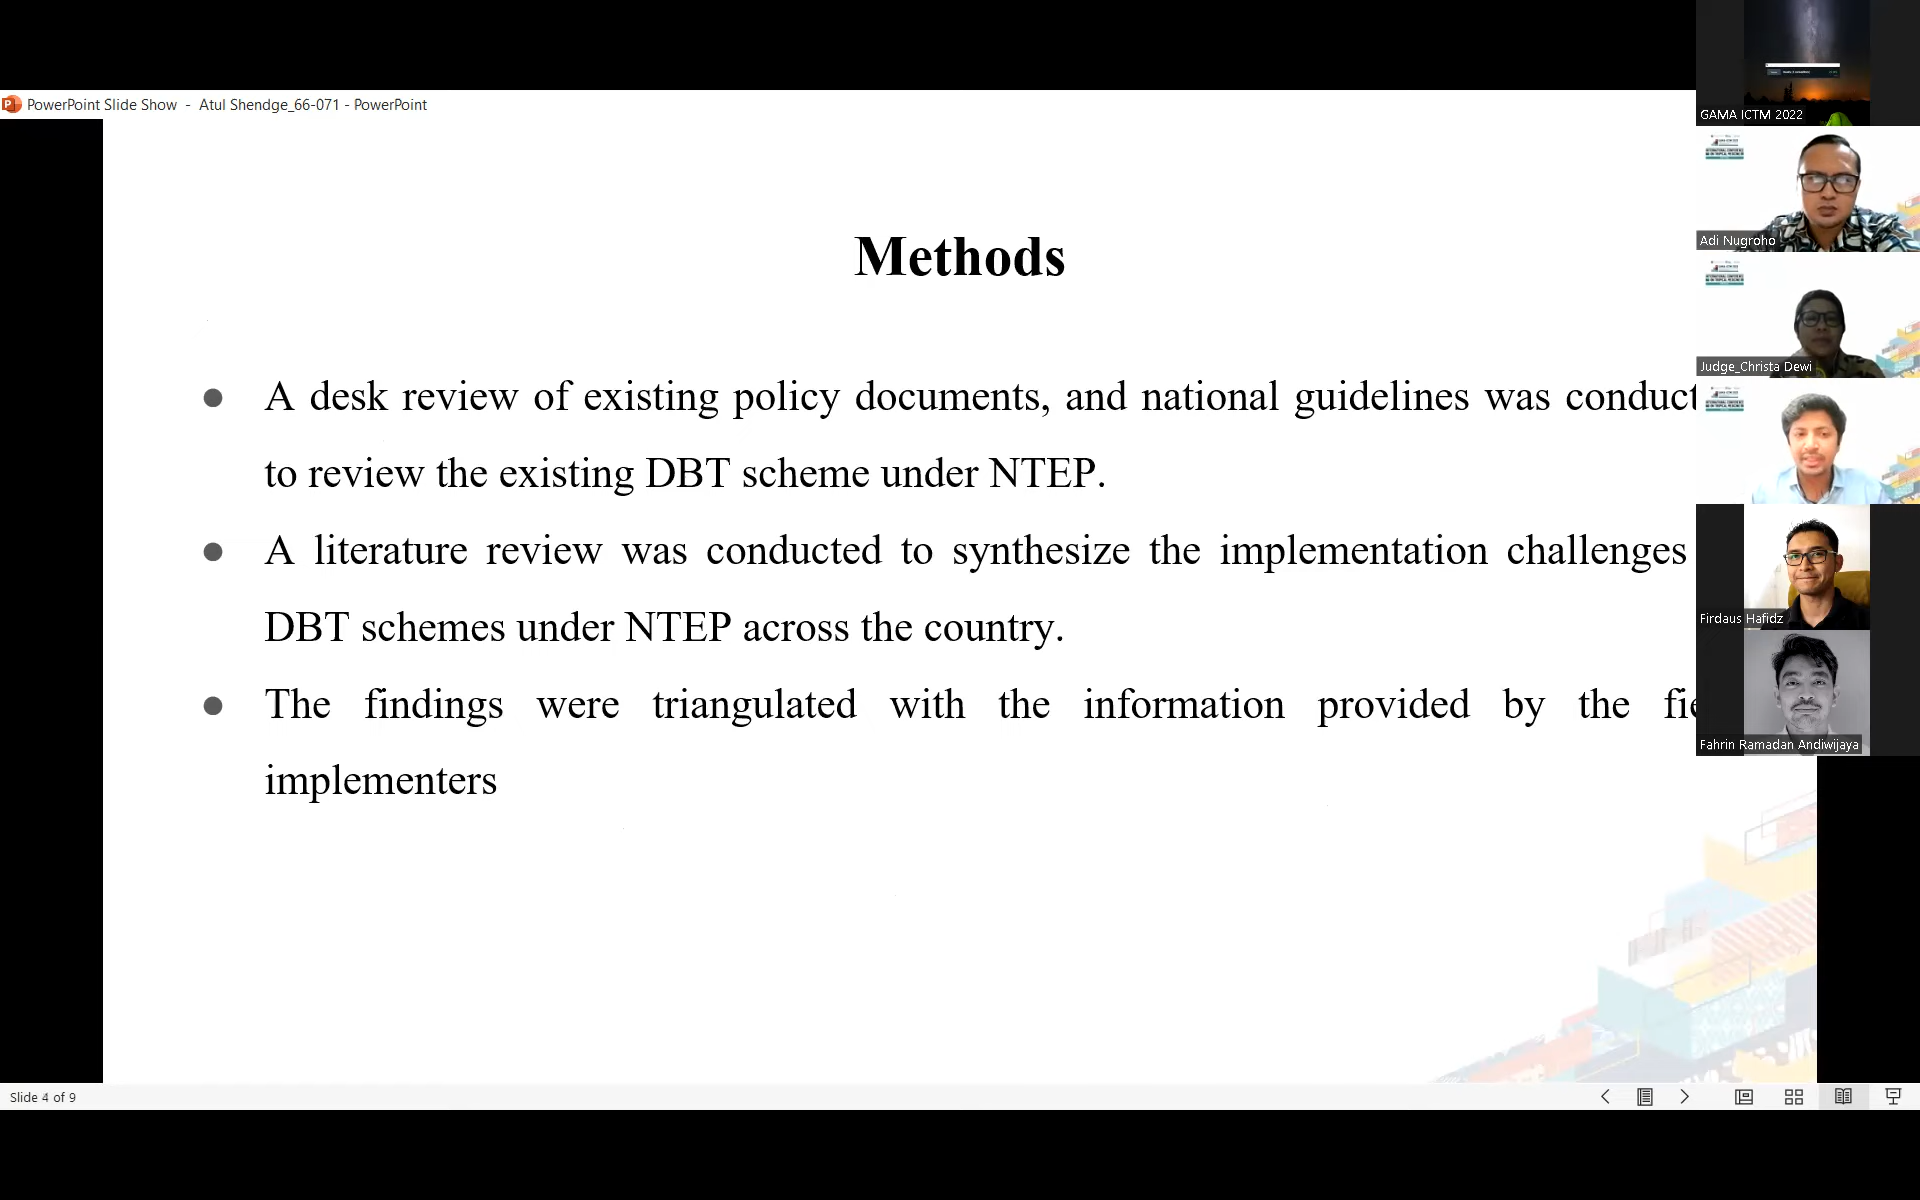 PowerPoint Slide Show - Atul Shendge_66-071 - PowerPoint
Methods
● A desk review of existing policy documents, and national guidelines was conduct
to review the existing DBT scheme under NTEP.
● A literature review was conducted to synthesize the implementation challenges
DBT schemes under NTEP across the country.
● The findings were triangulated with the information provided by the fie
implementers
GAMA ICTM 2022
Adi Nugroho
Judge_Christa Dewi
Firdaus Hafidz
Fahrin Ramadan Andiwijaya
Slide 4 of 9